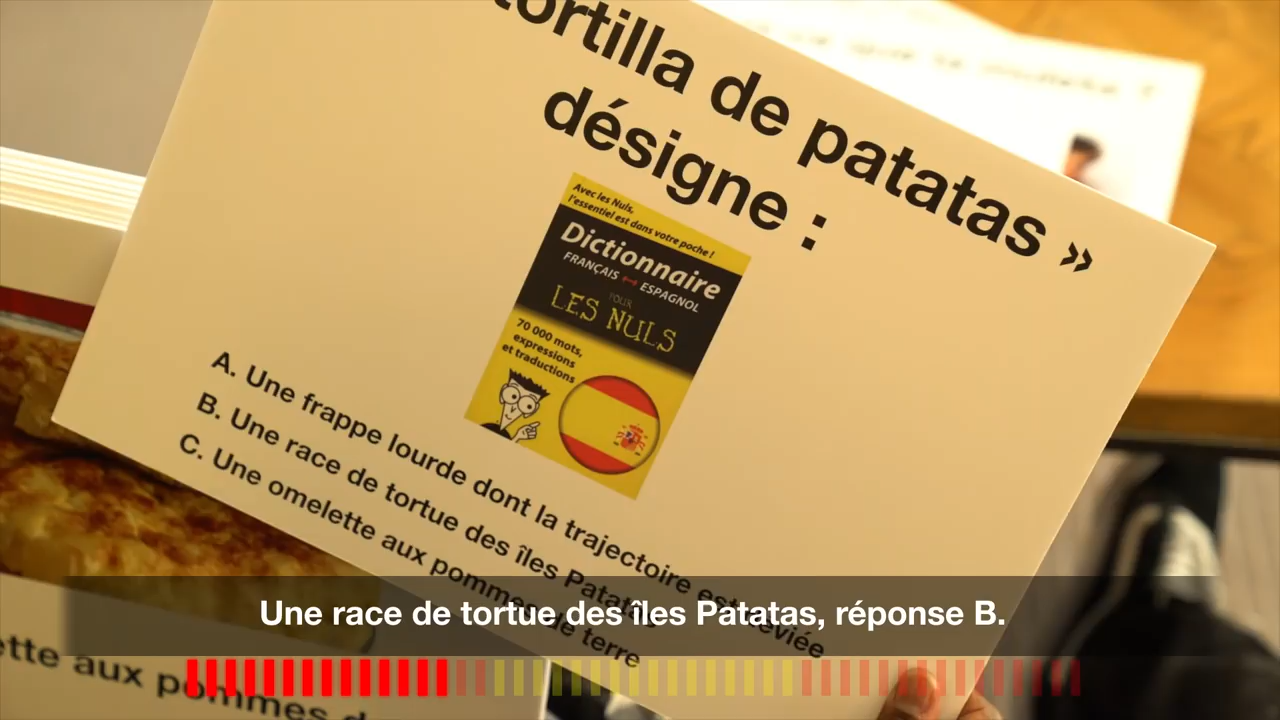 tortilla de patatas »
désigne :
Avec les Nuls,
l'essentiel est dans votre poche !
Dictionnaire
FRANÇAIS ESPAGNOL
POUR
LES NULS
70 000 mots,
expressions
et traductions
A. Une frappe lourde dont la trajectoire est déviée
B. Une race de tortue des îles Patatas
C. Une omelette aux pommes de terre
Une race de tortue des îles Patatas, réponse B.
ette aux pommes d